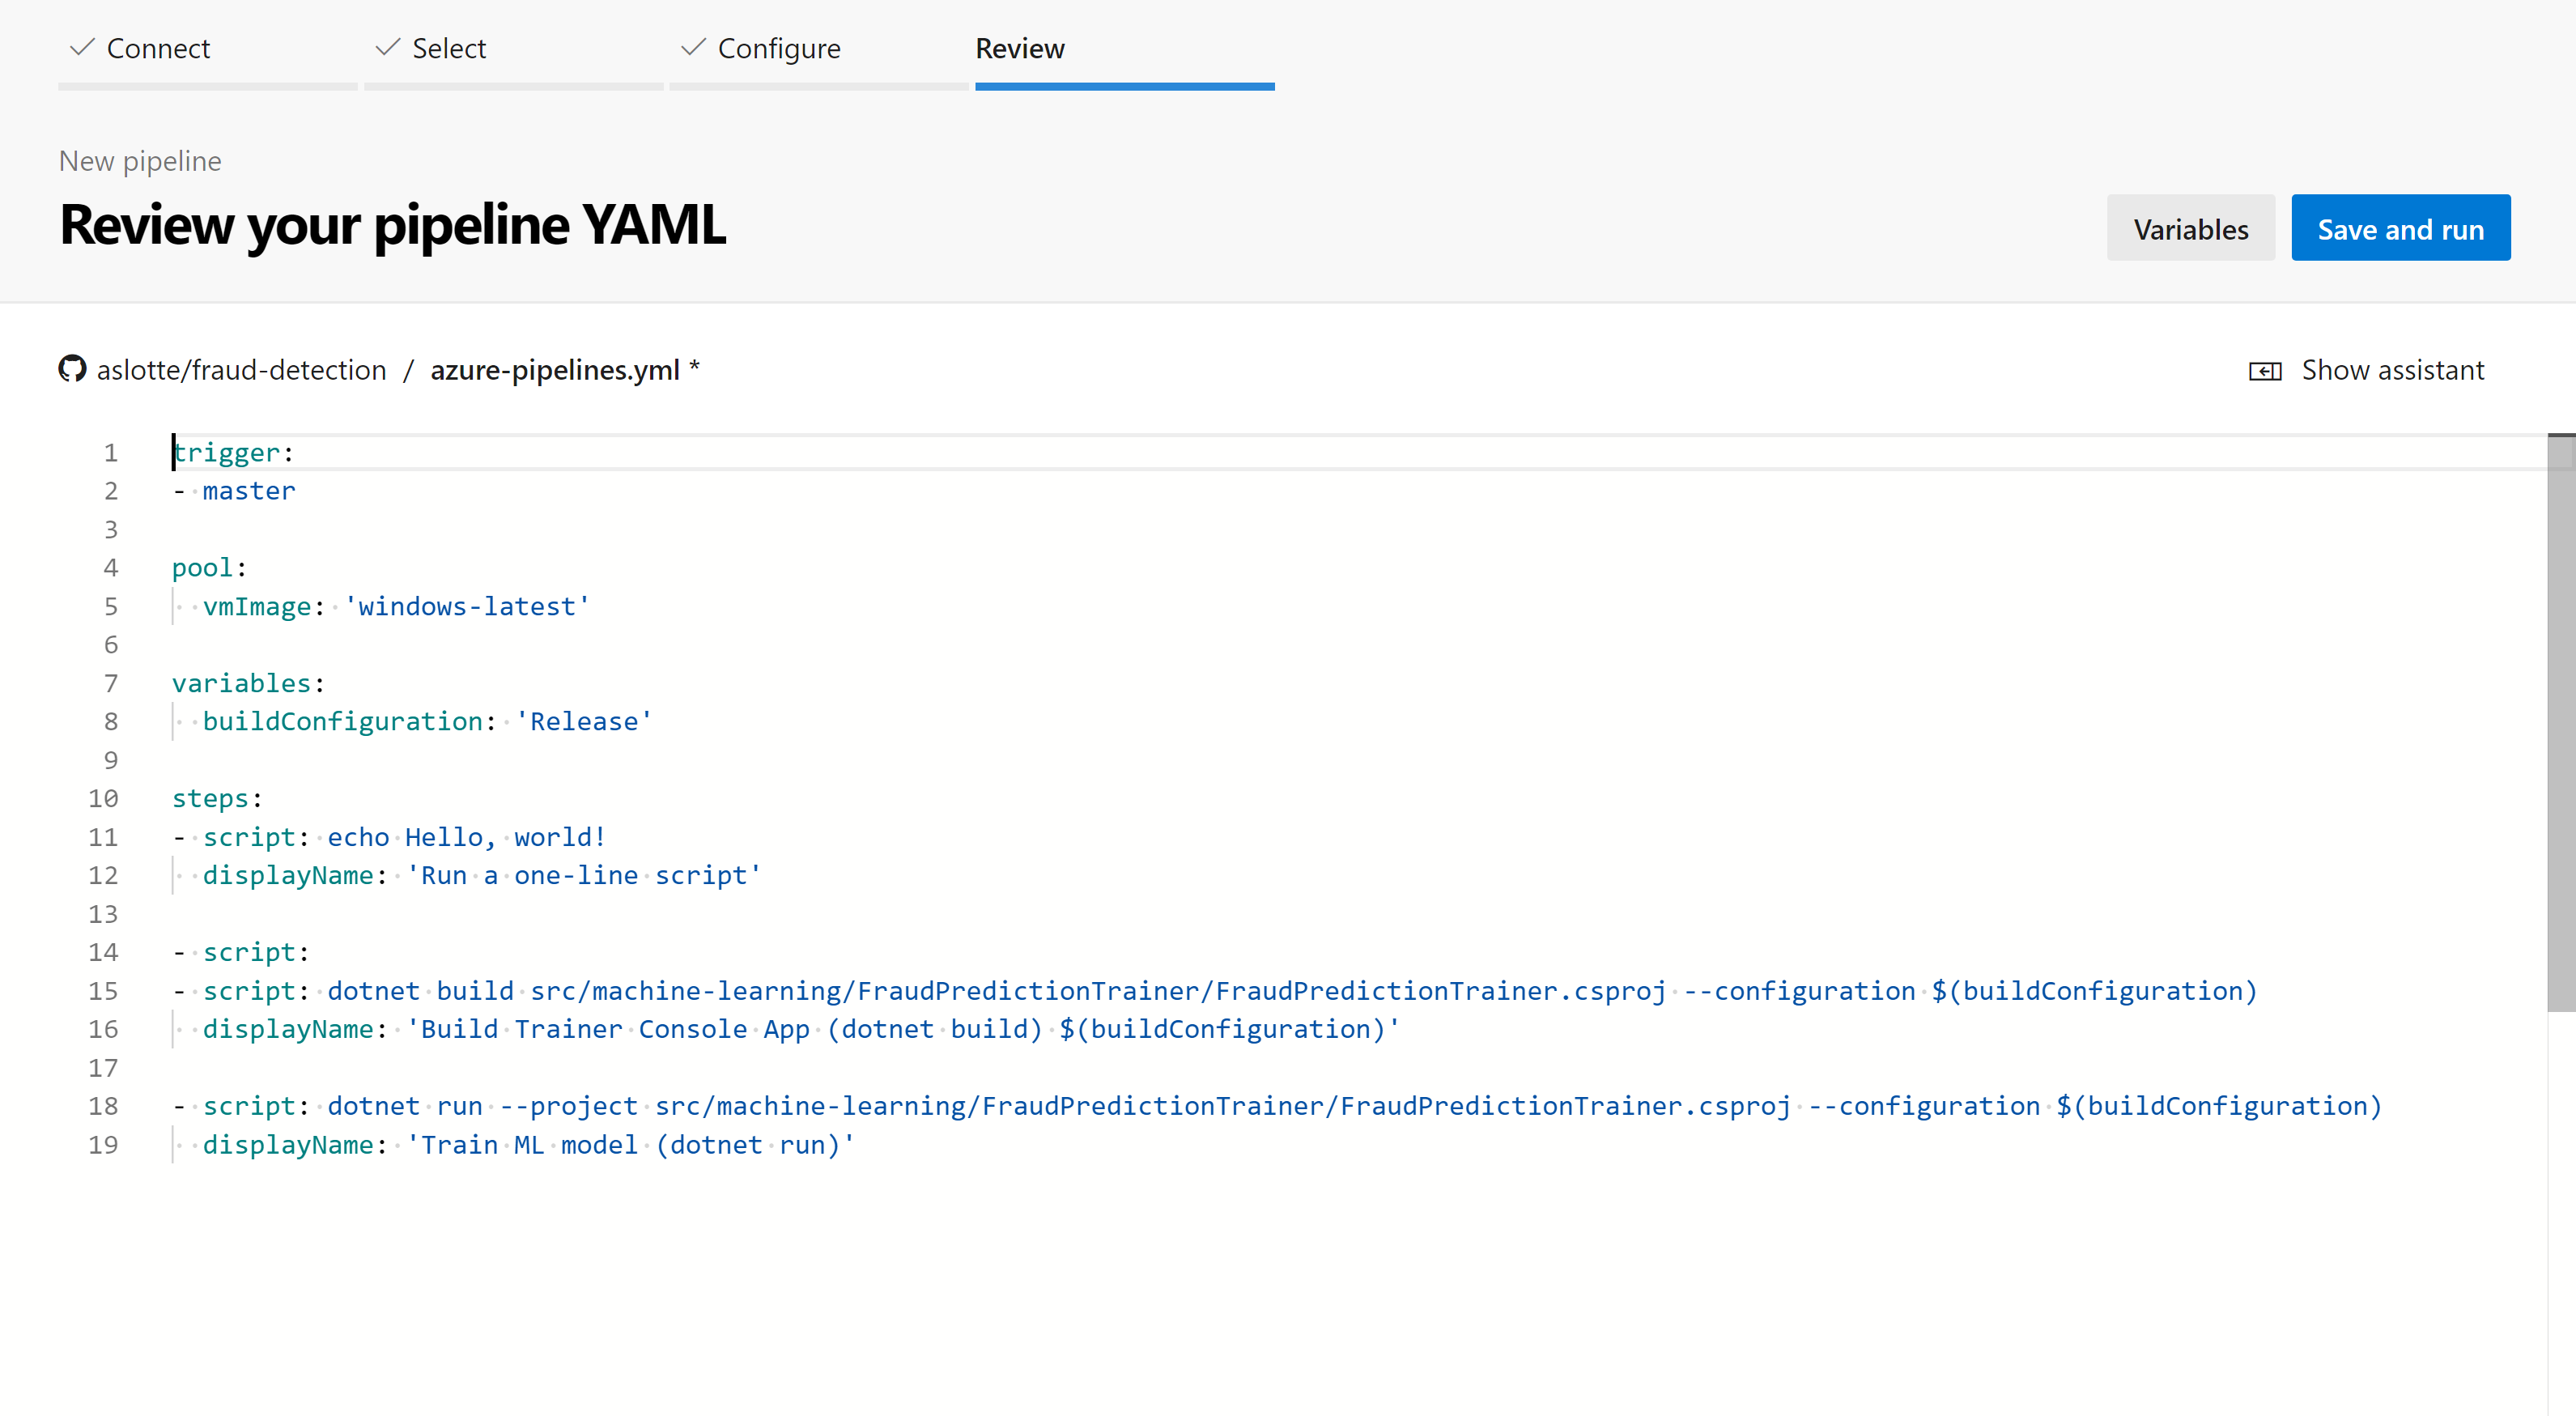 Connect
Select
Configure
Review
New pipeline
Review your pipeline YAML
Variables
Save and run
aslotte/fraud-detection / azure-pipelines.yml *
Show assistant
1 trigger:
2 - master
3
4 pool:
5   vmImage: 'windows-latest'
6
7 variables:
8   buildConfiguration: 'Release'
9
10 steps:
11 - script: echo Hello, world!
12   displayName: 'Run a one-line script'
13
14 - script:
15 - script: dotnet build src/machine-learning/FraudPredictionTrainer/FraudPredictionTrainer.csproj --configuration $(buildConfiguration)
16   displayName: 'Build Trainer Console App (dotnet build) $(buildConfiguration)'
17
18 - script: dotnet run --project src/machine-learning/FraudPredictionTrainer/FraudPredictionTrainer.csproj --configuration $(buildConfiguration)
19   displayName: 'Train ML model (dotnet run)'